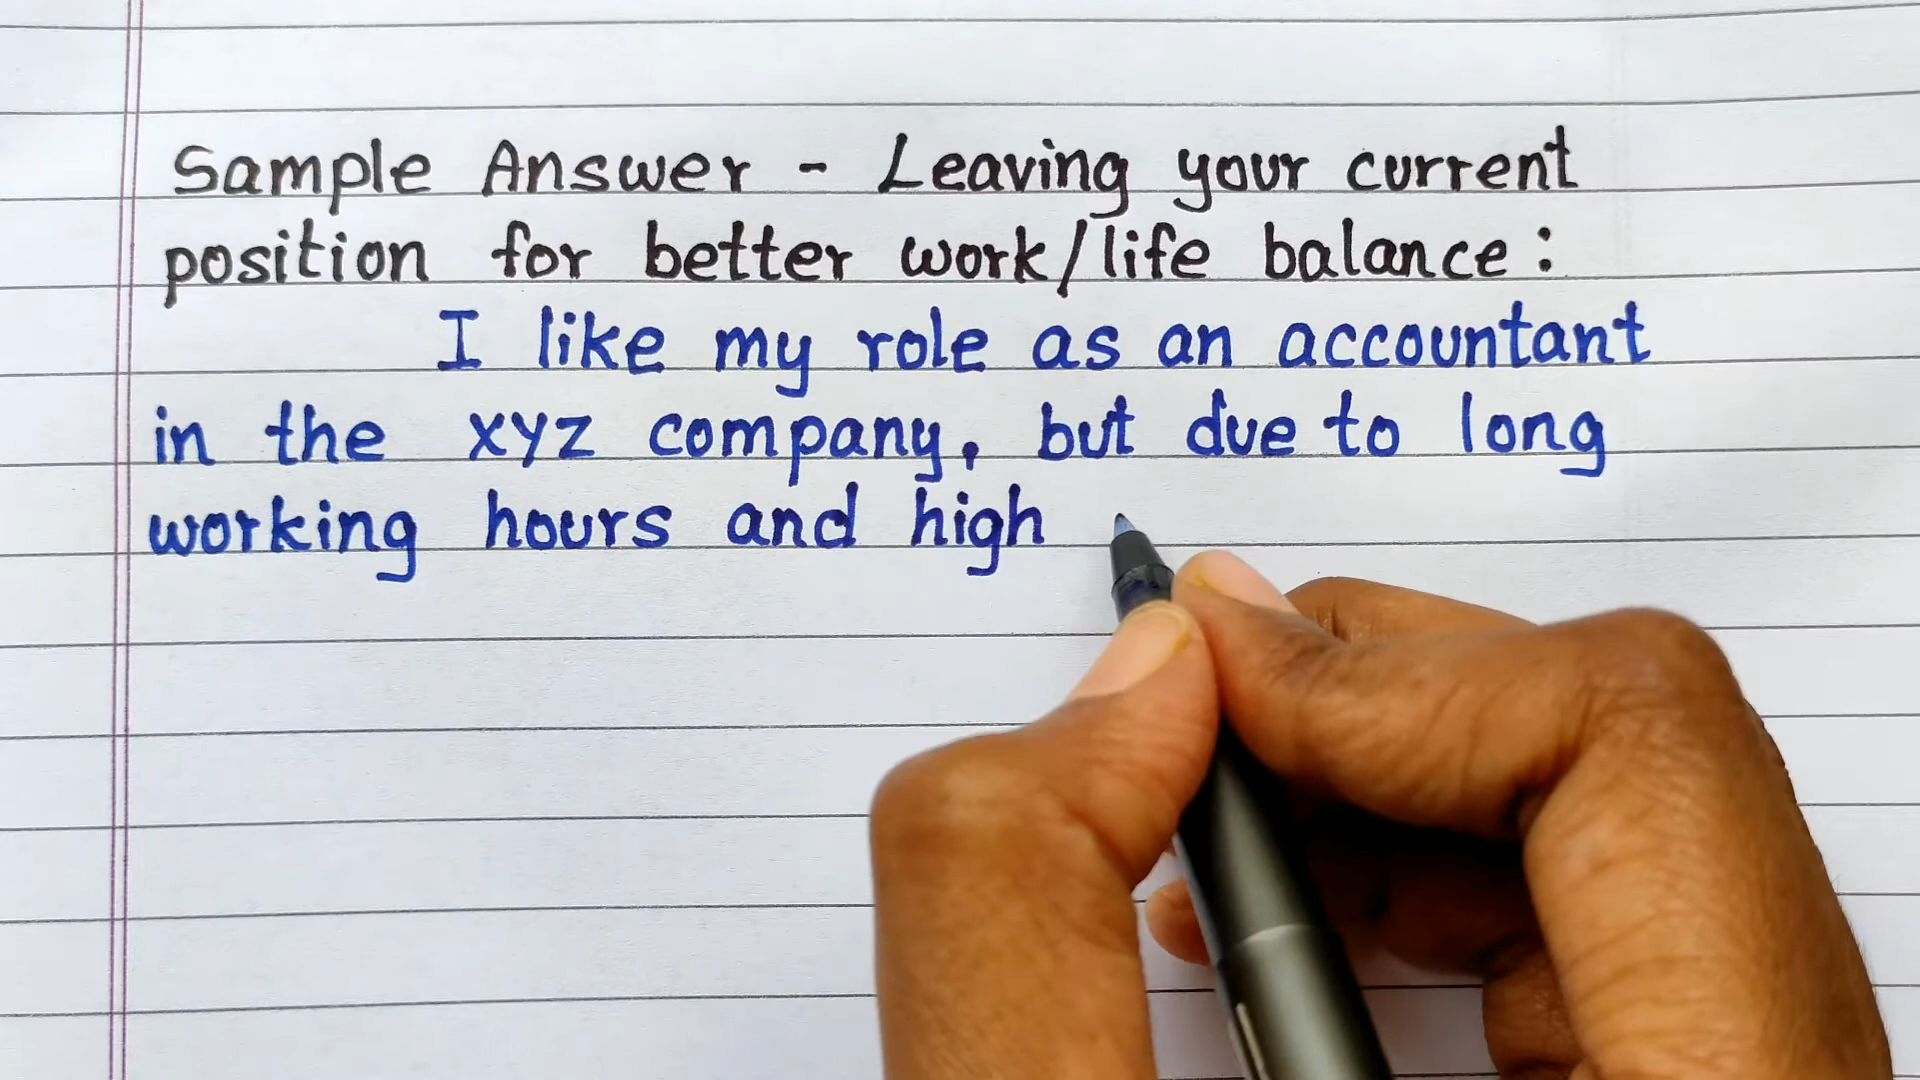 Sample Answer - Leaving your current
position for better work/life balance :
I like my role as an accountant
in the xyz company, but due to long
working hours and high